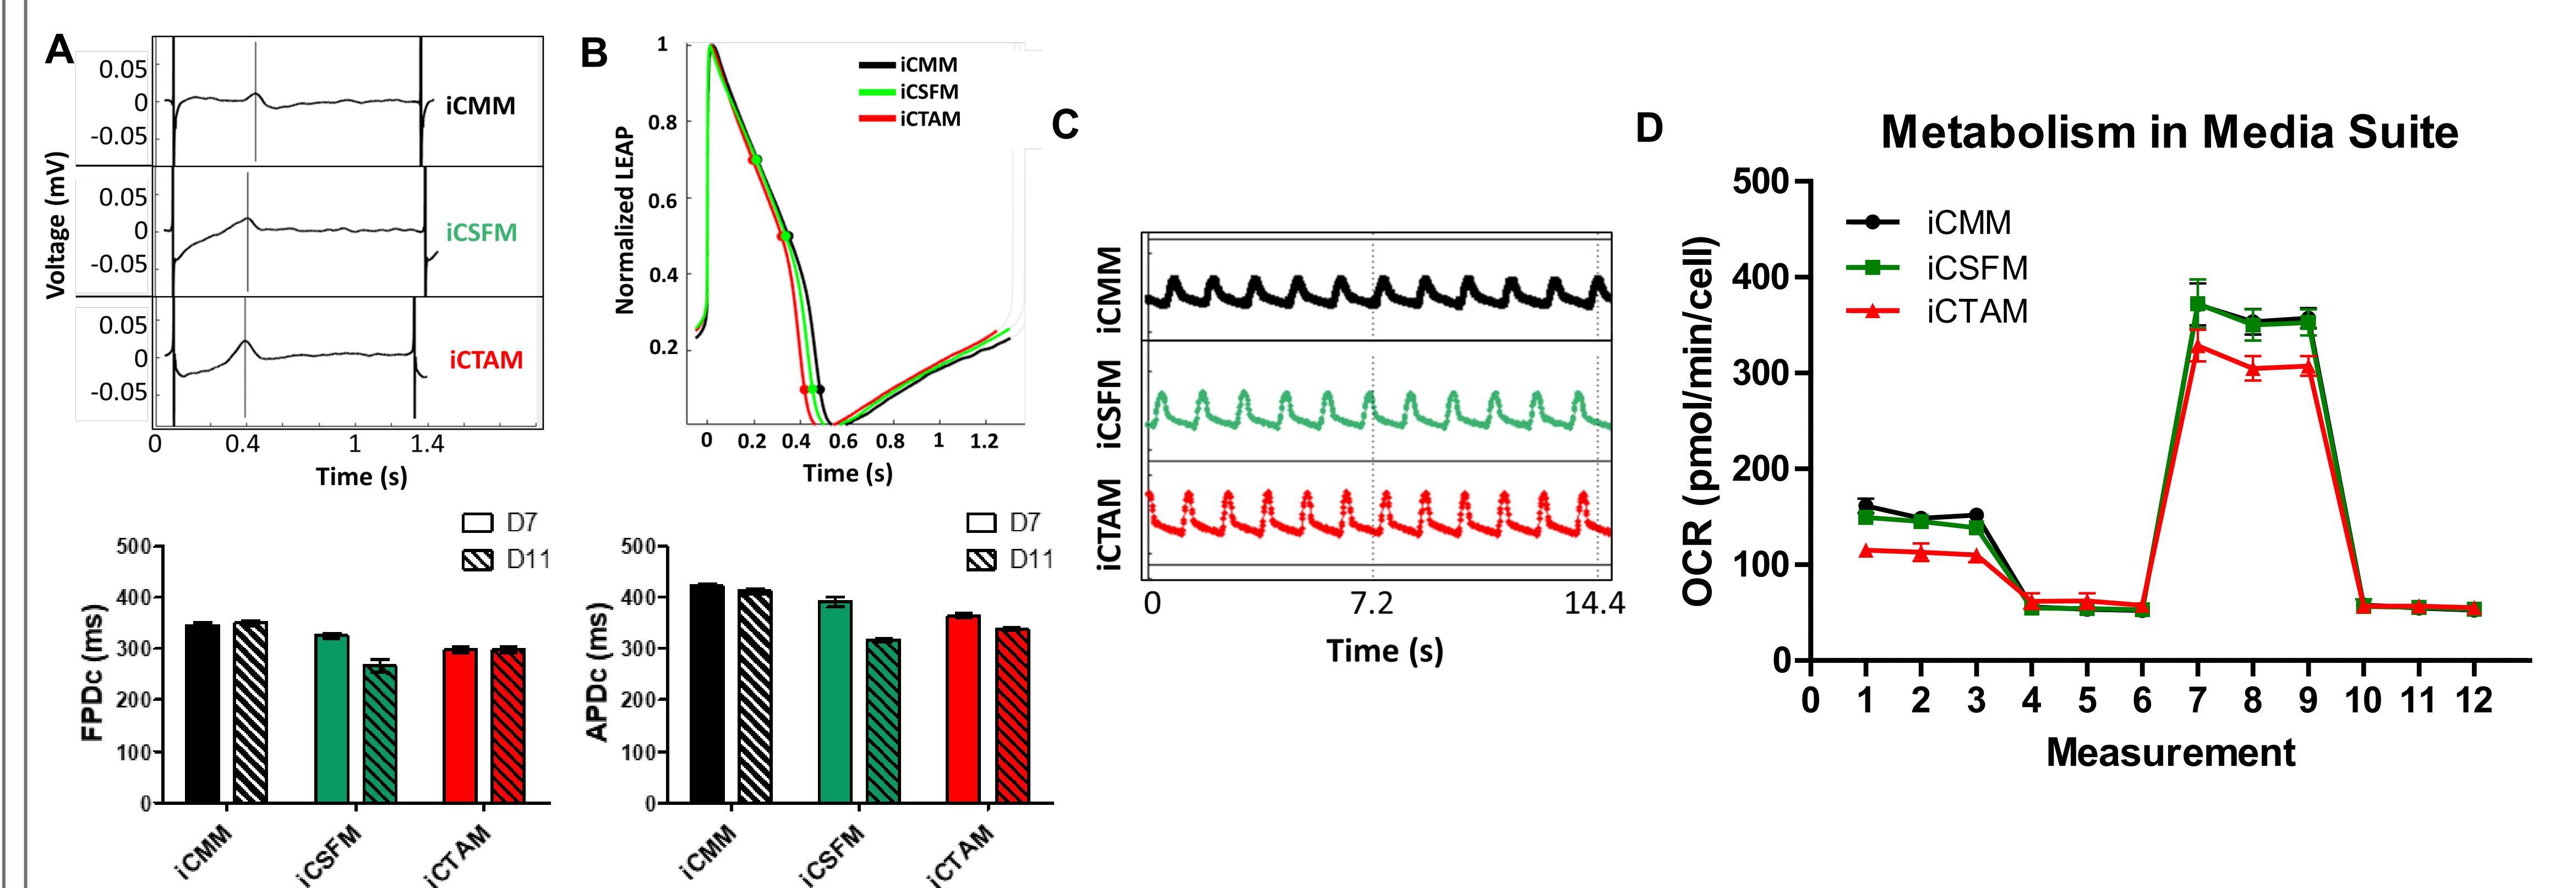 A
Voltage (mV)
0.05
0
-0.05
iCMM
0.05
0
-0.05
iCSFM
0.05
0
-0.05
iCTAM
0 0.4 1 1.4
Time (s)
D7
D11
FPDc (ms)
500
400
300
200
100
0
iCMM iCSFM iCTAM
B
Normalized LEAP
1
0.8
0.6
0.4
0.2
iCMM
iCSFM
iCTAM
0 0.2 0.4 0.6 0.8 1 1.2
Time (s)
D7
D11
APDc (ms)
500
400
300
200
100
0
iCMM iCSFM iCTAM
C
iCMM
iCSFM
iCTAM
0 7.2 14.4
Time (s)
D
Metabolism in Media Suite
OCR (pmol/min/cell)
500
400
300
200
100
0
iCMM
iCSFM
iCTAM
0 1 2 3 4 5 6 7 8 9 10 11 12
Measurement